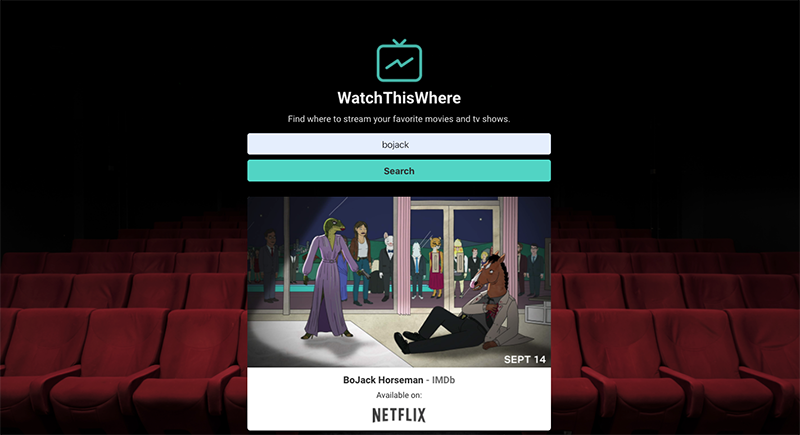 WatchThisWhere
Find where to stream your favorite movies and tv shows.
bojack
Search
SEPT 14
BoJack Horseman - IMDb
Available on:
NETFLIX